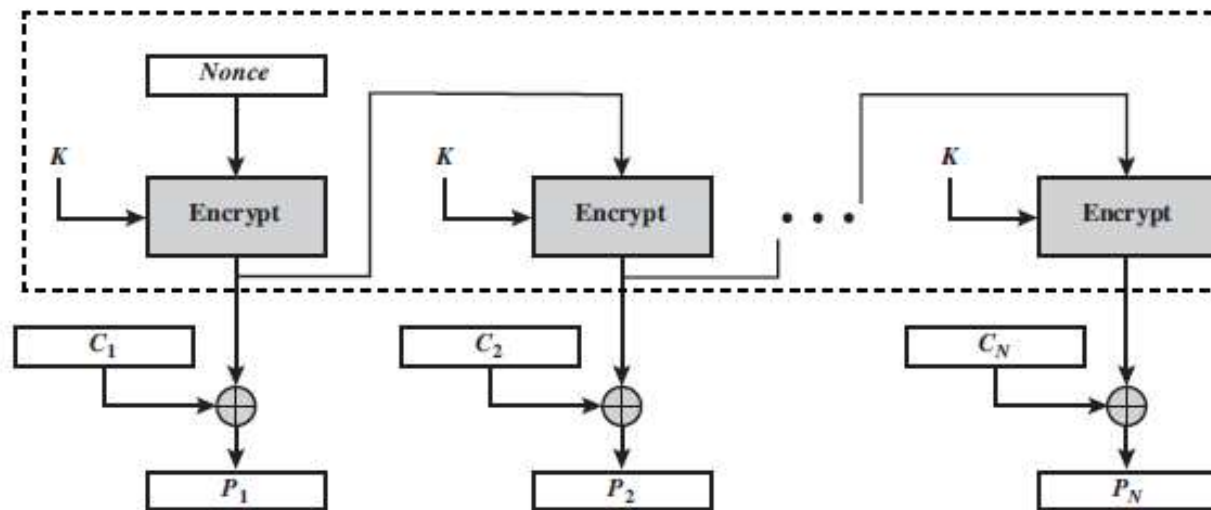 Nonce
K
K
K
Encrypt
Encrypt
• • •
Encrypt
C1
C2
CN
P1
P2
PN